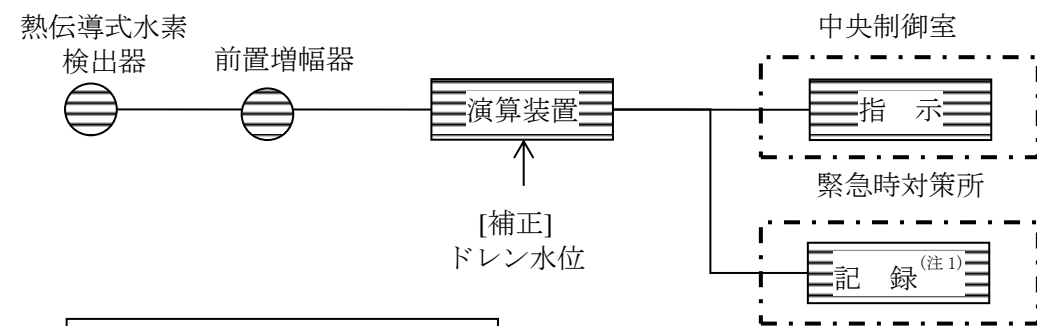 熱伝導式水素
検出器
前置増幅器
中央制御室
演算装置
指　示
[補正]
ドレン水位
緊急時対策所
記　録(注1)